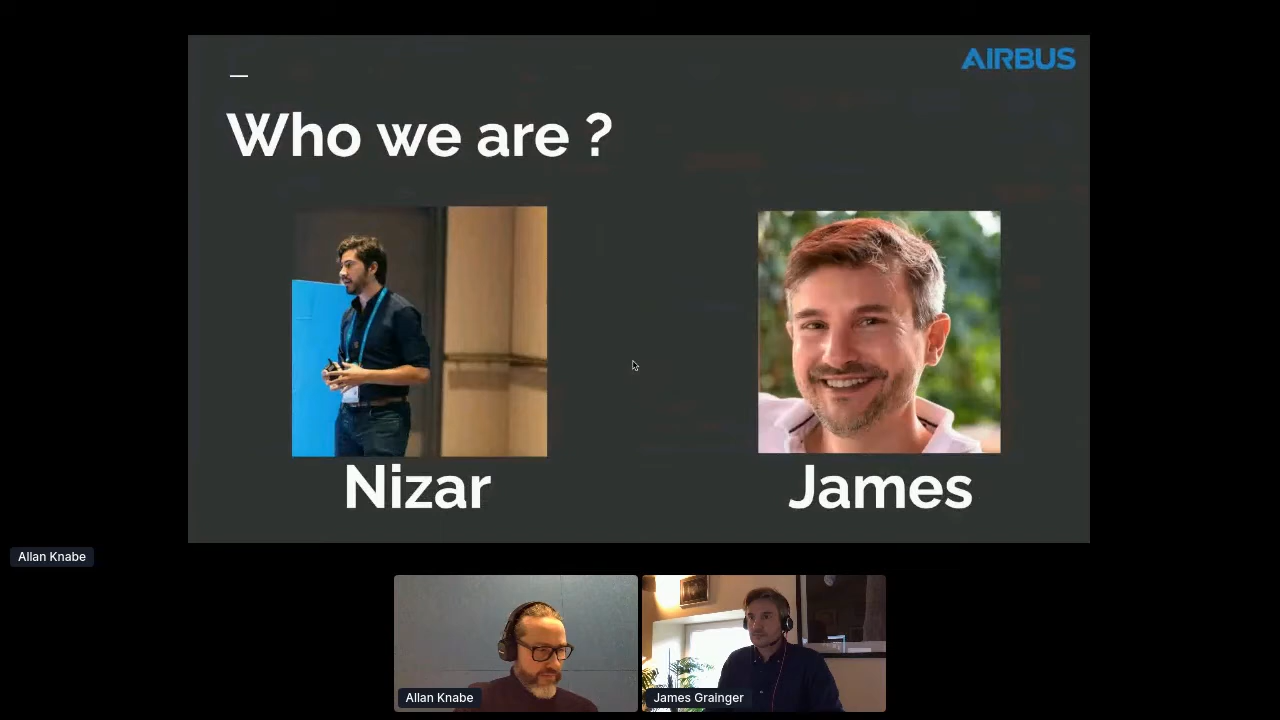 AIRBUS
Who we are ?
Nizar
James
Allan Knabe
Allan Knabe
James Grainger